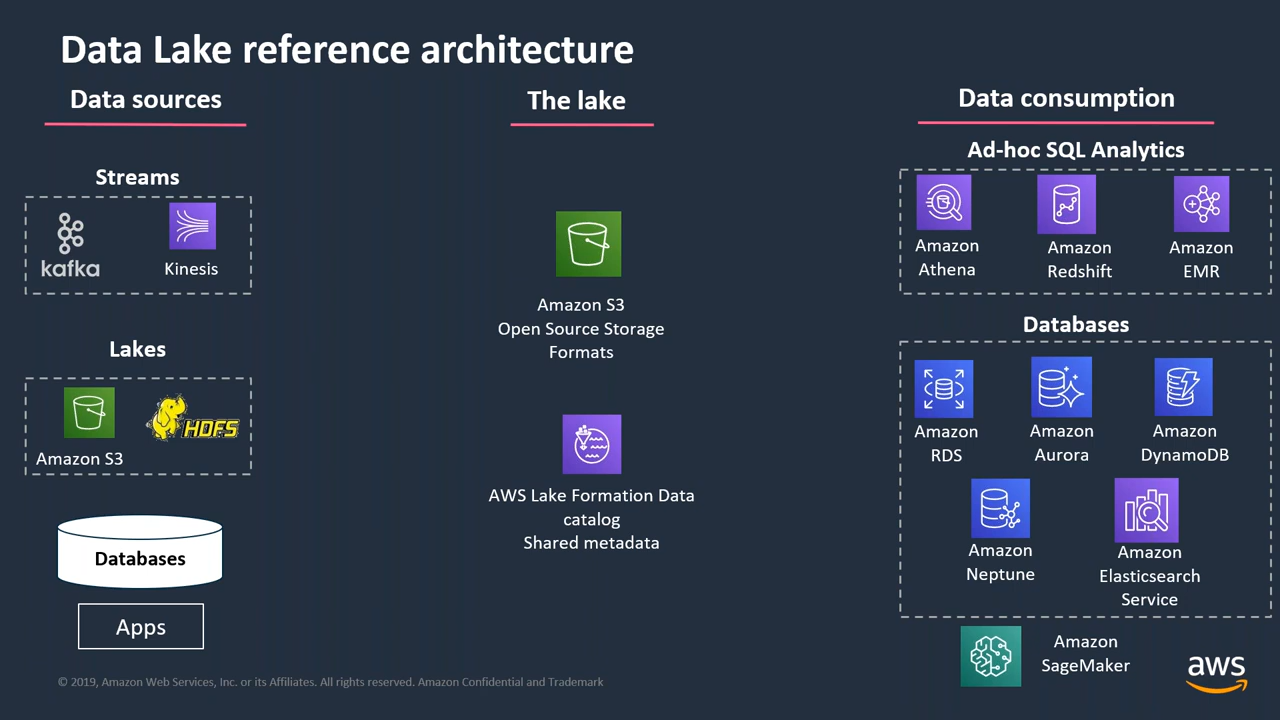 Data Lake reference architecture
Data sources
The lake
Data consumption
Streams
kafka
Kinesis
Lakes
Amazon S3
HDFS
Databases
Apps
Amazon S3
Open Source Storage
Formats
AWS Lake Formation Data
catalog
Shared metadata
Ad-hoc SQL Analytics
Amazon
Athena
Amazon
Redshift
Amazon
EMR
Databases
Amazon
RDS
Amazon
Aurora
Amazon
DynamoDB
Amazon
Neptune
Amazon
Elasticsearch
Service
Amazon
SageMaker
aws
© 2019, Amazon Web Services, Inc. or its Affiliates. All rights reserved. Amazon Confidential and Trademark